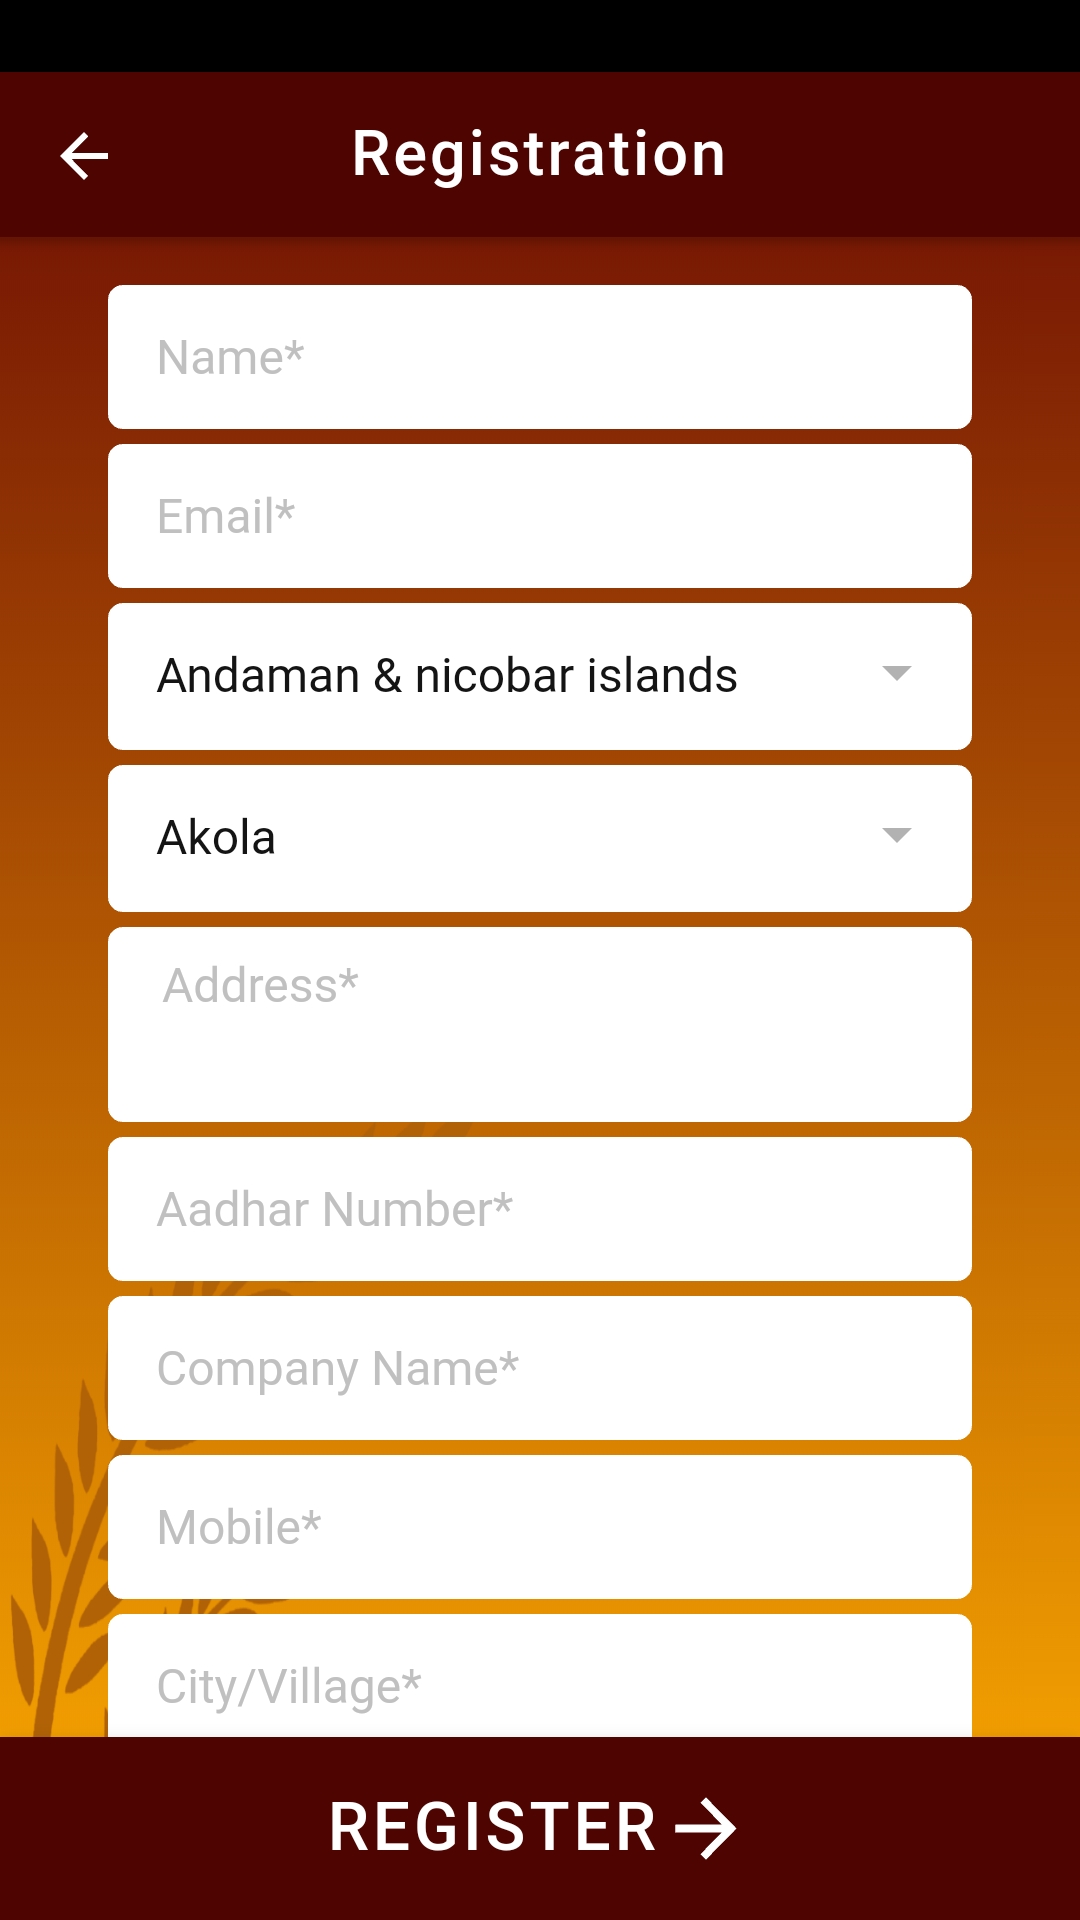 Registration
Name*
Email*
Andaman & nicobar islands
Akola
Address*
Aadhar Number*
Company Name*
Mobile*
City/Village*
REGISTER